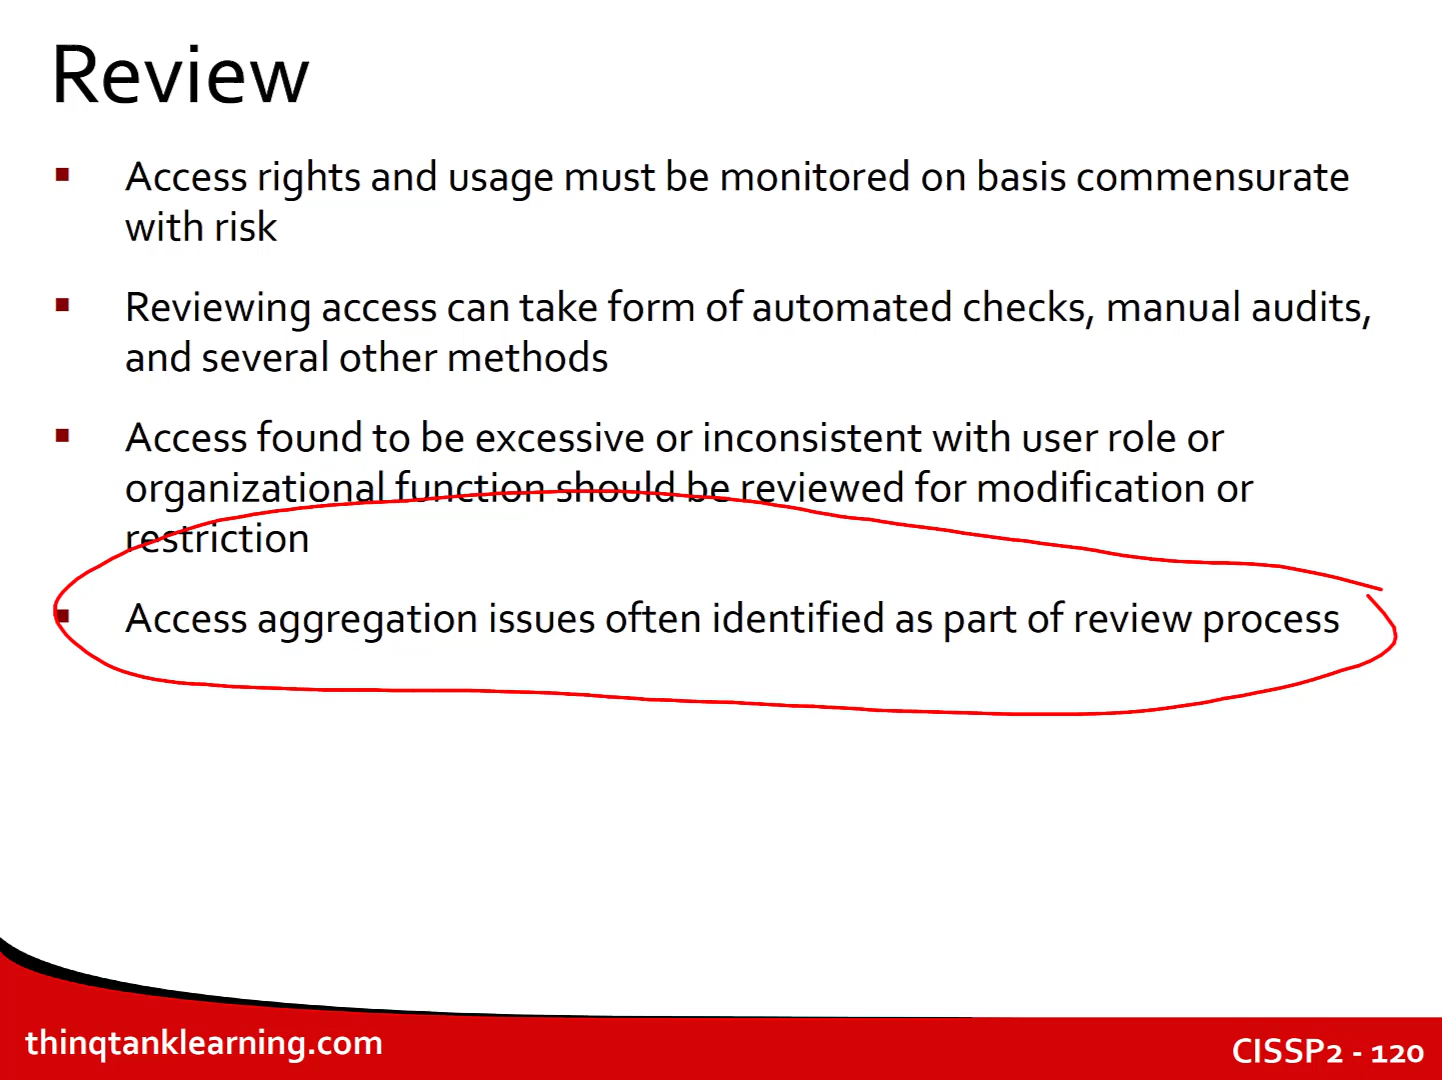 Review
Access rights and usage must be monitored on basis commensurate
with risk
Reviewing access can take form of automated checks, manual audits,
and several other methods
Access found to be excessive or inconsistent with user role or
organizational function should be reviewed for modification or
restriction
Access aggregation issues often identified as part of review process
thinqtanklearning.com
CISSP2 - 120